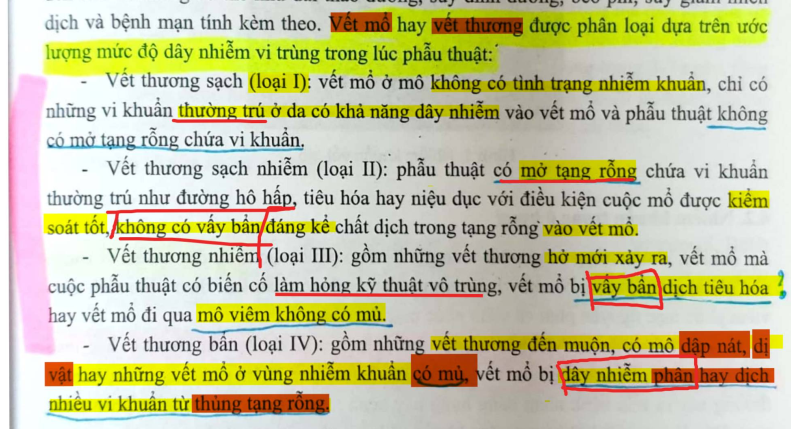 dịch và bệnh mạn tính kèm theo. Vết mổ hay vết thương được phân loại dựa trên ước
lượng mức độ dây nhiễm vi trùng trong lúc phẫu thuật:
- Vết thương sạch (loại I): vết mổ ở mô không có tình trạng nhiễm khuẩn, chỉ có
những vi khuẩn thường trú ở da có khả năng dây nhiễm vào vết mổ và phẫu thuật không
có mở tạng rỗng chứa vi khuẩn.
- Vết thương sạch nhiễm (loại II): phẫu thuật có mở tạng rỗng chứa vi khuẩn
thường trú như đường hô hấp, tiêu hóa hay niệu dục với điều kiện cuộc mổ được kiểm
soát tốt, không có vấy bẩn đáng kể chất dịch trong tạng rỗng vào vết mổ.
- Vết thương nhiễm (loại III): gồm những vết thương hở mới xảy ra, vết mổ mà
cuộc phẫu thuật có biến cố làm hỏng kỹ thuật vô trùng, vết mổ bị vấy bẩn dịch tiêu hóa ?
hay vết mổ đi qua mô viêm không có mủ.
- Vết thương bẩn (loại IV): gồm những vết thương đến muộn, có mô dập nát, dị
vật hay những vết mổ ở vùng nhiễm khuẩn có mủ, vết mổ bị dây nhiễm phân hay dịch
nhiều vi khuẩn từ thủng tạng rỗng.